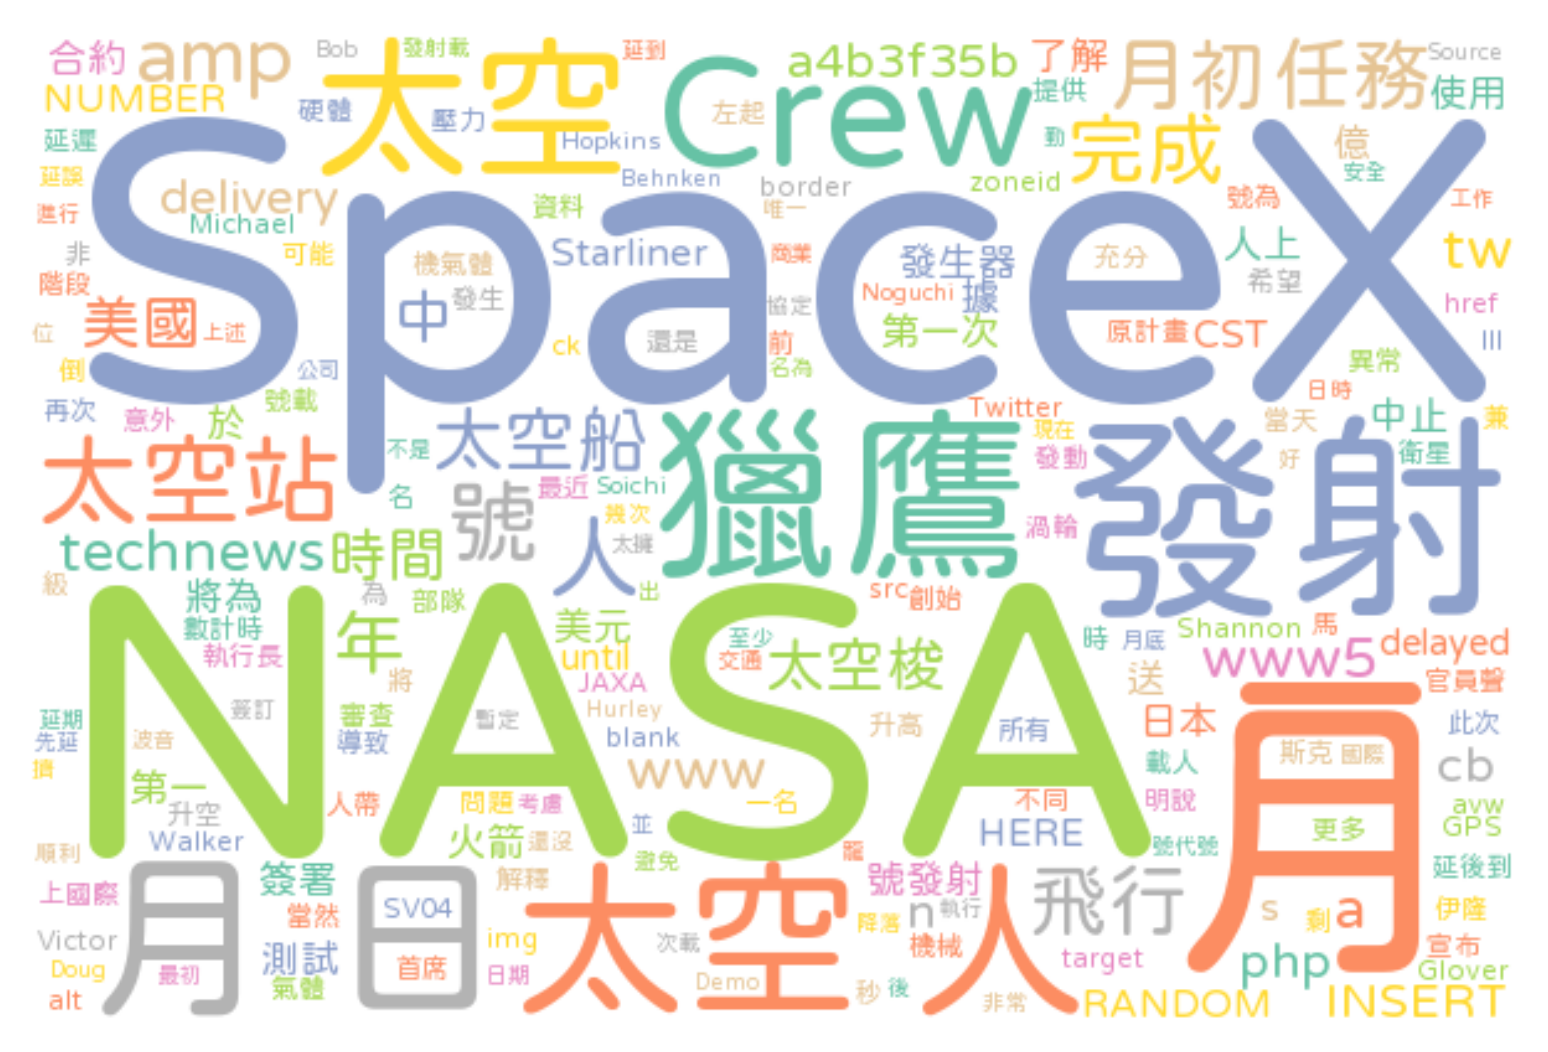 合約 amp Bob 發射載 延到 a4b3f35b 了解 月初任務 Source
NUMBER 硬體 太空 壓力 Crew 左起 提供 使用
延遲 Hopkins 勤 完成 億
延誤 delivery Behnken border zoneid 安全
進行 Michael 資料 唯一 號為 工作
非 可能 機氣體 Starliner 商業 發生器 充分 人上 tw
階段 SpaceX 發生 Noguchi 據 希望
美國 上述 中 協定 href
位 還是 前 第一次 原計畫 CST III
倒 公司 ck 名為 異常
再次 意外 於 號載 Twitter 日時 當天 中止 兼
太空站 不是 太空船 獵鷹 現在 發動 發射 好 衛星
名 號 最近 Soichi
technews 時間 人 幾次 太擁 渦輪
級 將為 為 部隊 出 src 創始
數計時 年 美元 至少 時 月底 Shannon 馬
執行長 until 交通 太空梭 www5 delayed
NASA 將 JAXA 送 官員聲
延期 簽訂 審查 暫定 Hurley 升高 所有 日本 月 此次
先延 波音 導致 blank 斯克 國際
擠 www 載人 cb
第一 升空 人帶 問題 考慮 一名 不同 明說 avw
Walker 火箭 還沒 並 HERE 更多 GPS
順利 避免 龍 號代號 延後到
上國際 月 簽署 日 解釋 太空人 號發射 飛行
當然 SV04 n 執行 s 剩 a 伊隆
Victor 測試 img 次載 降落 機械 宣布
Doug 最初 首席 日期 Demo target php Glover
alt 氣體 秒 後 非常 RANDOM INSERT